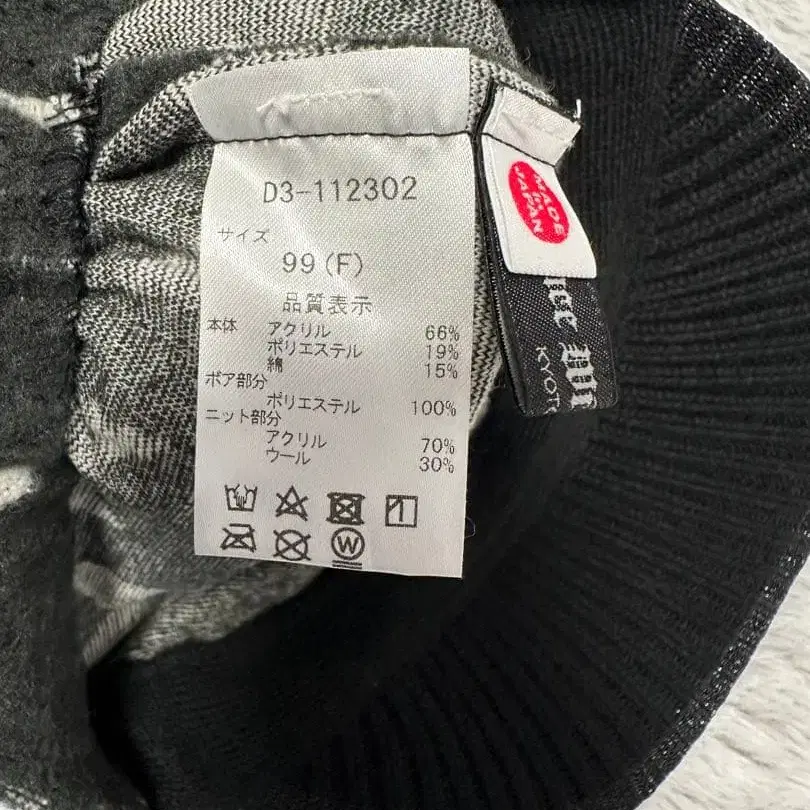 D3-112302
サイズ
99(F)
品質表示
本体 アクリル 66%
ポリエステル 19%
綿 15%
ボア部分
ポリエステル 100%
ニット部分
アクリル 70%
ウール 30%
1
W
MADE
IN
JAPAN